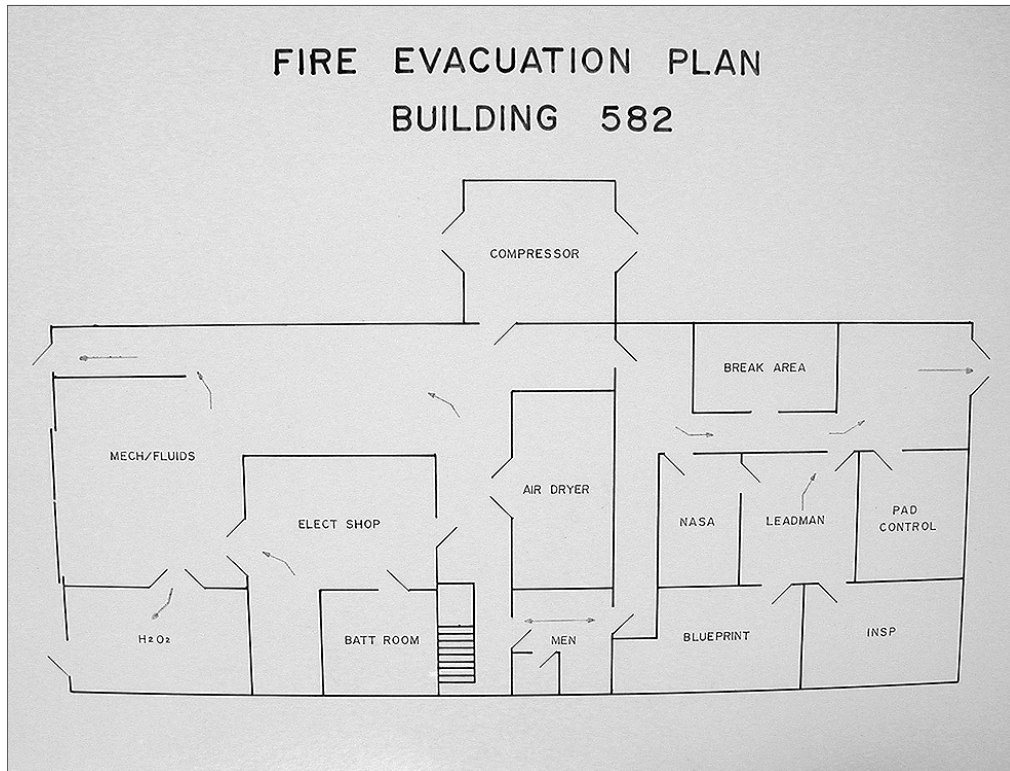 FIRE EVACUATION PLAN
BUILDING 582
COMPRESSOR
BREAK AREA
MECH/FLUIDS
ELECT SHOP
AIR DRYER
NASA
LEADMAN
PAD
CONTROL
H2O2
BATT ROOM
MEN
BLUEPRINT
INSP